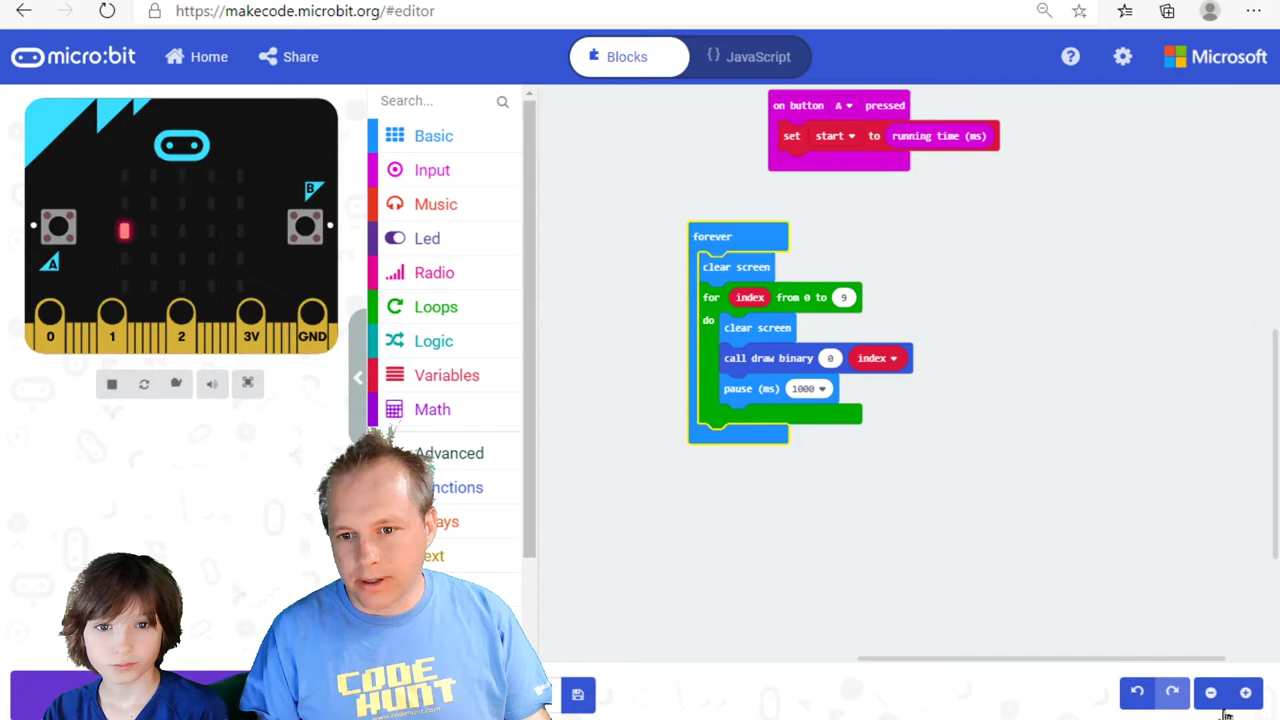 https://makecode.microbit.org/#editor
micro:bit
Home
Share
Blocks
{} JavaScript
Microsoft
Search...
Basic
Input
Music
Led
Radio
Loops
Logic
Variables
Math
Advanced
nctions
ays
ext
A
B
0 1 2 3V GND
on button A pressed
set start to running time (ms)
forever
clear screen
for index from 0 to 9
do
clear screen
call draw binary 0 index
pause (ms) 1000
CODE
HUNT
www.codehunt.com